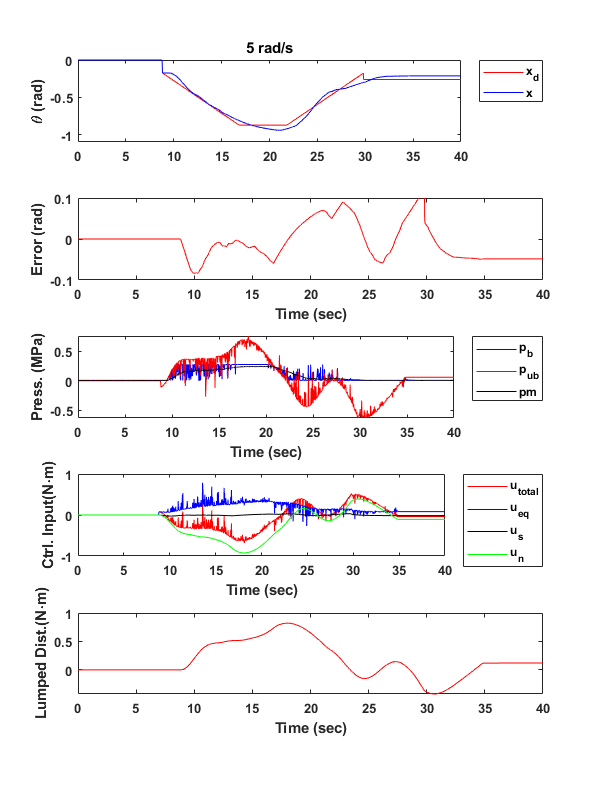 5 rad/s
θ (rad)
0
-0.5
-1
0 5 10 15 20 25 30 35 40
x_d
x
Error (rad)
0.1
0
-0.1
0 5 10 15 20 25 30 35 40
Time (sec)
Press. (MPa)
0.5
0
-0.5
0 5 10 15 20 25 30 35 40
Time (sec)
p_b
p_ub
pm
Ctrl. Input(N·m)
1
0
-1
0 5 10 15 20 25 30 35 40
Time (sec)
u_total
u_eq
u_s
u_n
Lumped Dist.(N·m)
1
0.5
0
0 5 10 15 20 25 30 35 40
Time (sec)